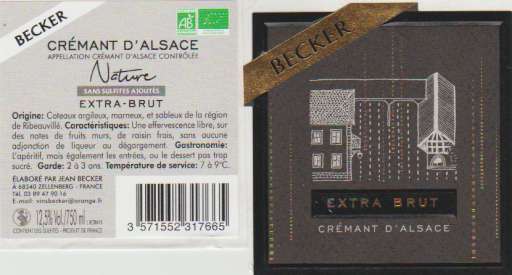 BECKER
AB
AGRICULTURE BIOLOGIQUE
CRÉMANT D'ALSACE
APPELLATION CRÉMANT D'ALSACE CONTRÔLÉE
Nature
SANS SULFITES AJOUTÉS
EXTRA-BRUT
Origine: Coteaux argileux, marneux, et sableux de la région
de Ribeauvillé. Caractéristiques: Une effervescence libre, sur
des notes de fruits murs, de raisin frais, sans aucune
adjonction de liqueur au dégorgement. Gastronomie:
L'apéritif, mais également les entrées, ou le dessert pas trop
sucré. Garde: 2 à 3 ans. Température de service: 7 à 9°C.
ÉLABORÉ PAR JEAN BECKER
À 68340 ZELLENBERG - FRANCE
Tél 03 89 47 90 16
E-mail: vinsbecker@orange.fr
12,5% Vol./750 ml
CONTIENT DES SULFITES - PRODUIT DE FRANCE
3 571552 317665
BECKER
EXTRA BRUT
CRÉMANT D'ALSACE